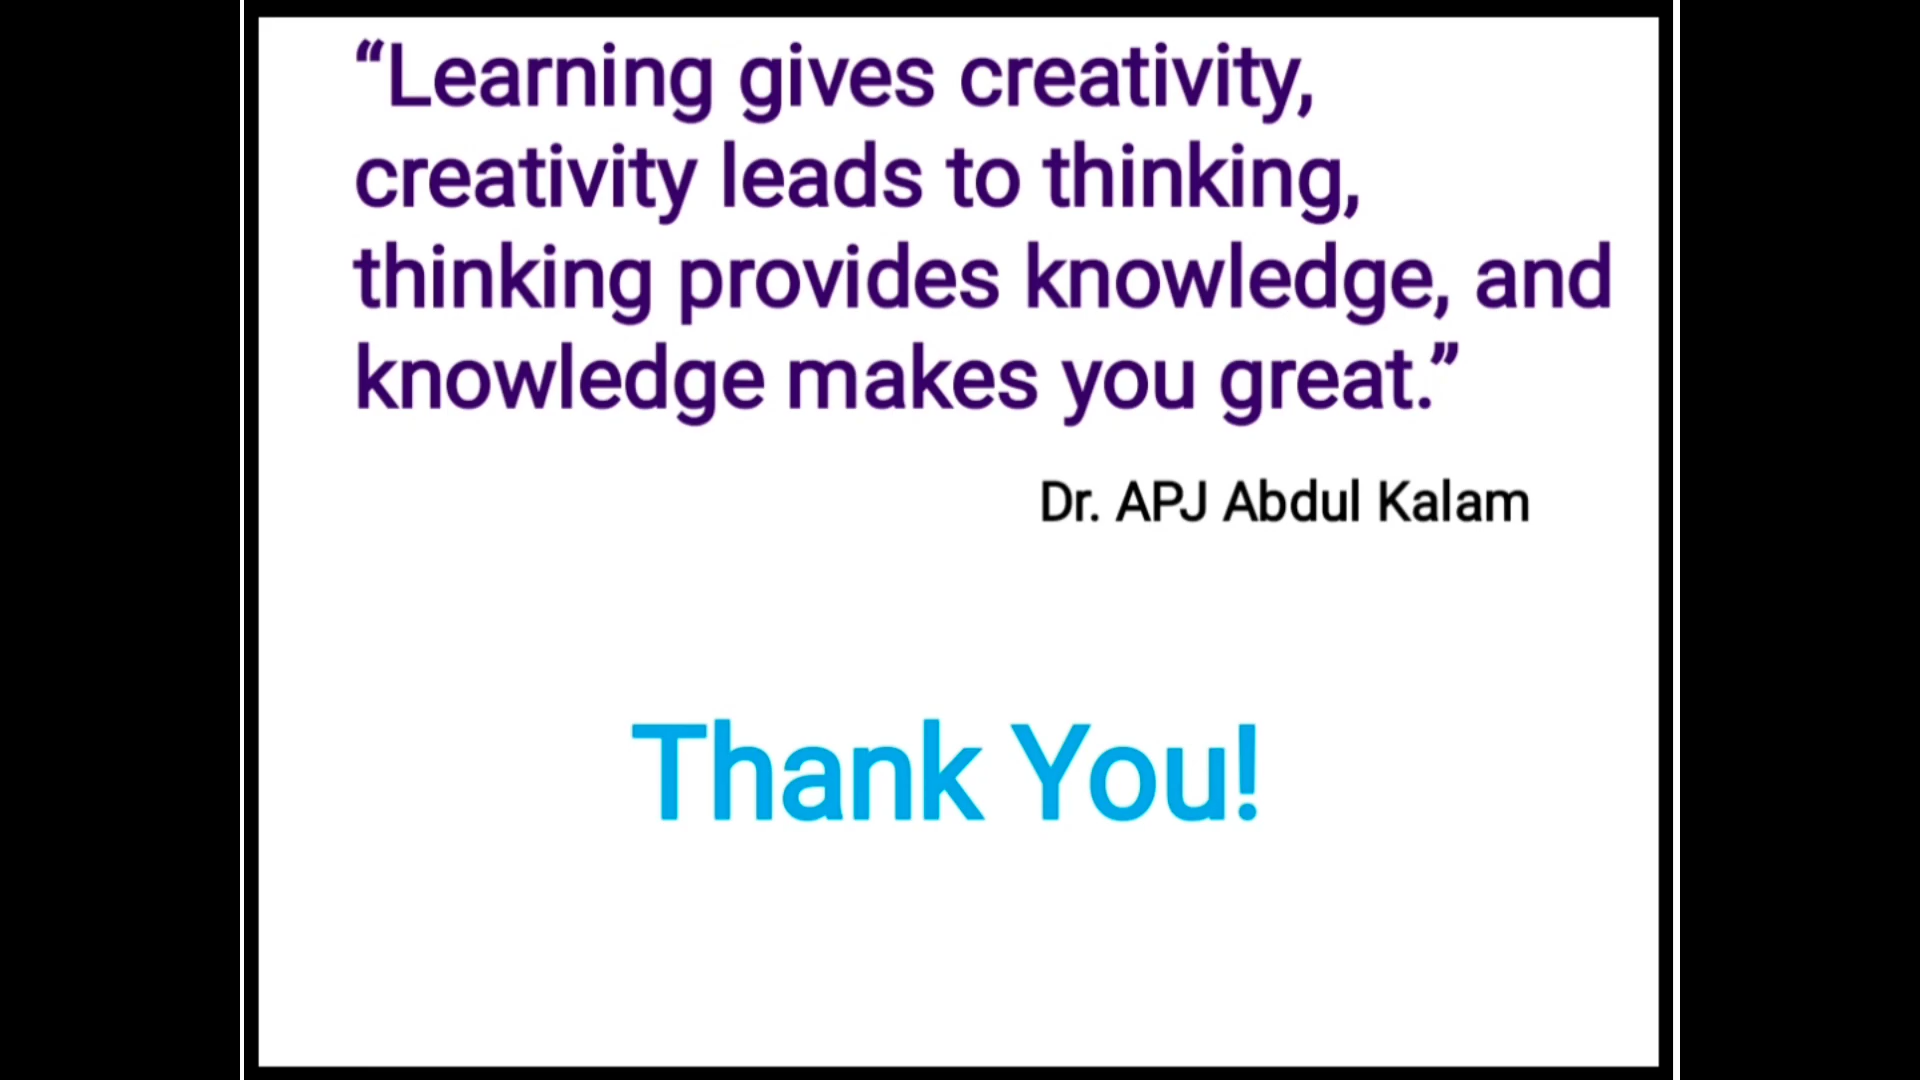 “Learning gives creativity,
creativity leads to thinking,
thinking provides knowledge, and
knowledge makes you great.”
Dr. APJ Abdul Kalam
Thank You!